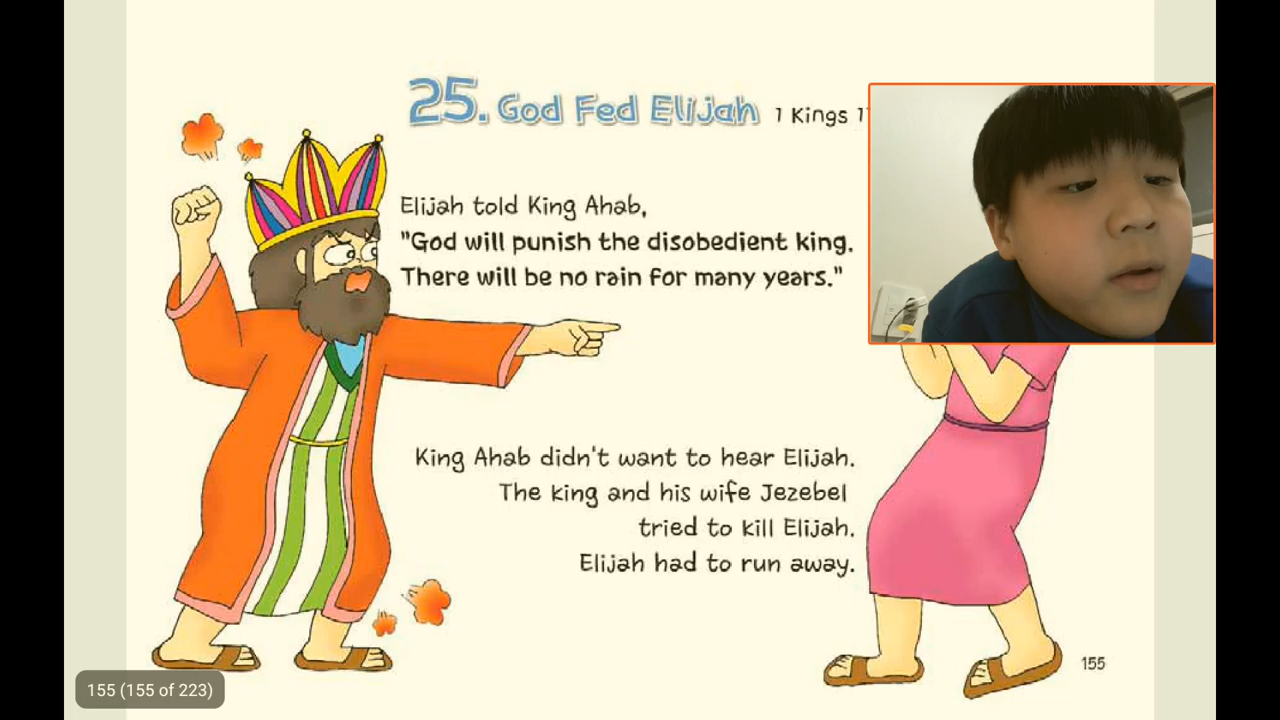 25. God Fed Elijah 1 Kings
Elijah told King Ahab,
"God will punish the disobedient king.
There will be no rain for many years."
King Ahab didn't want to hear Elijah.
The king and his wife Jezebel
tried to kill Elijah.
Elijah had to run away.
155
155 (155 of 223)